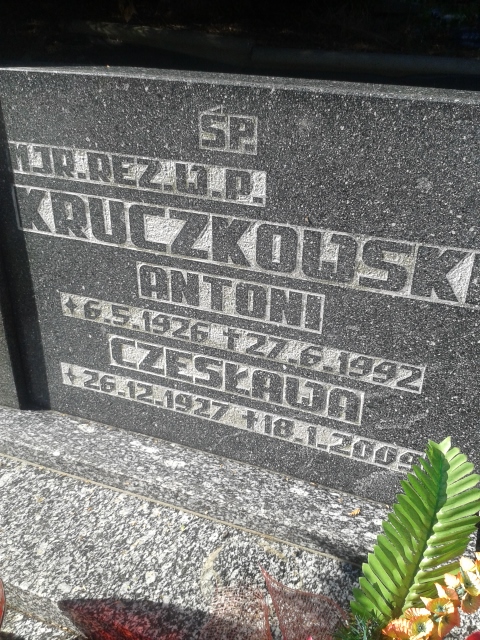 ŚP.
MJR.REZ.W.P.
KRUCZKOWSKI
ANTONI
+6.5.1926 †27.6.1992
CZESŁAWA
+26.12.1927 †18.1.2009